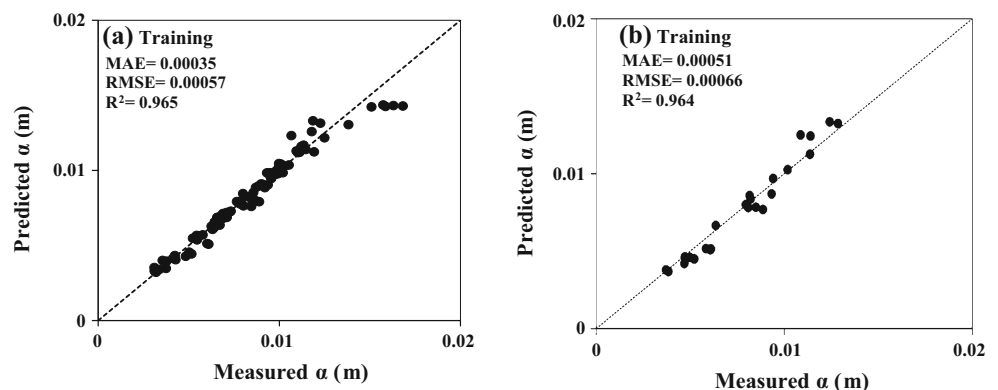 0.02
(a) Training
MAE= 0.00035
RMSE= 0.00057
R²= 0.965
Predicted α (m)
0.01
0
0
0.01
0.02
Measured α (m)
0.02
(b) Training
MAE= 0.00051
RMSE= 0.00066
R²= 0.964
Predicted α (m)
0.01
0
0
0.01
0.02
Measured α (m)